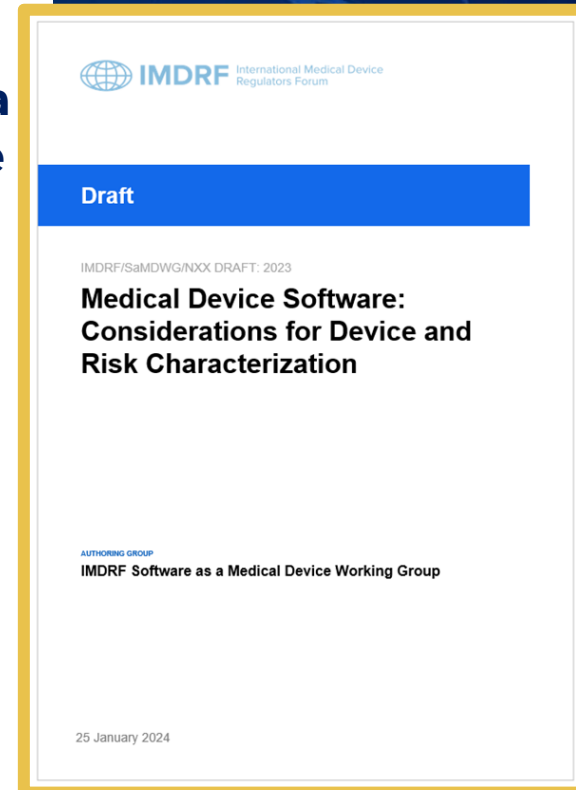 IMDRF International Medical Device
Regulators Forum
a
e
Draft
IMDRF/SaMDWG/NXX DRAFT: 2023
Medical Device Software:
Considerations for Device and
Risk Characterization
AUTHORING GROUP
IMDRF Software as a Medical Device Working Group
25 January 2024